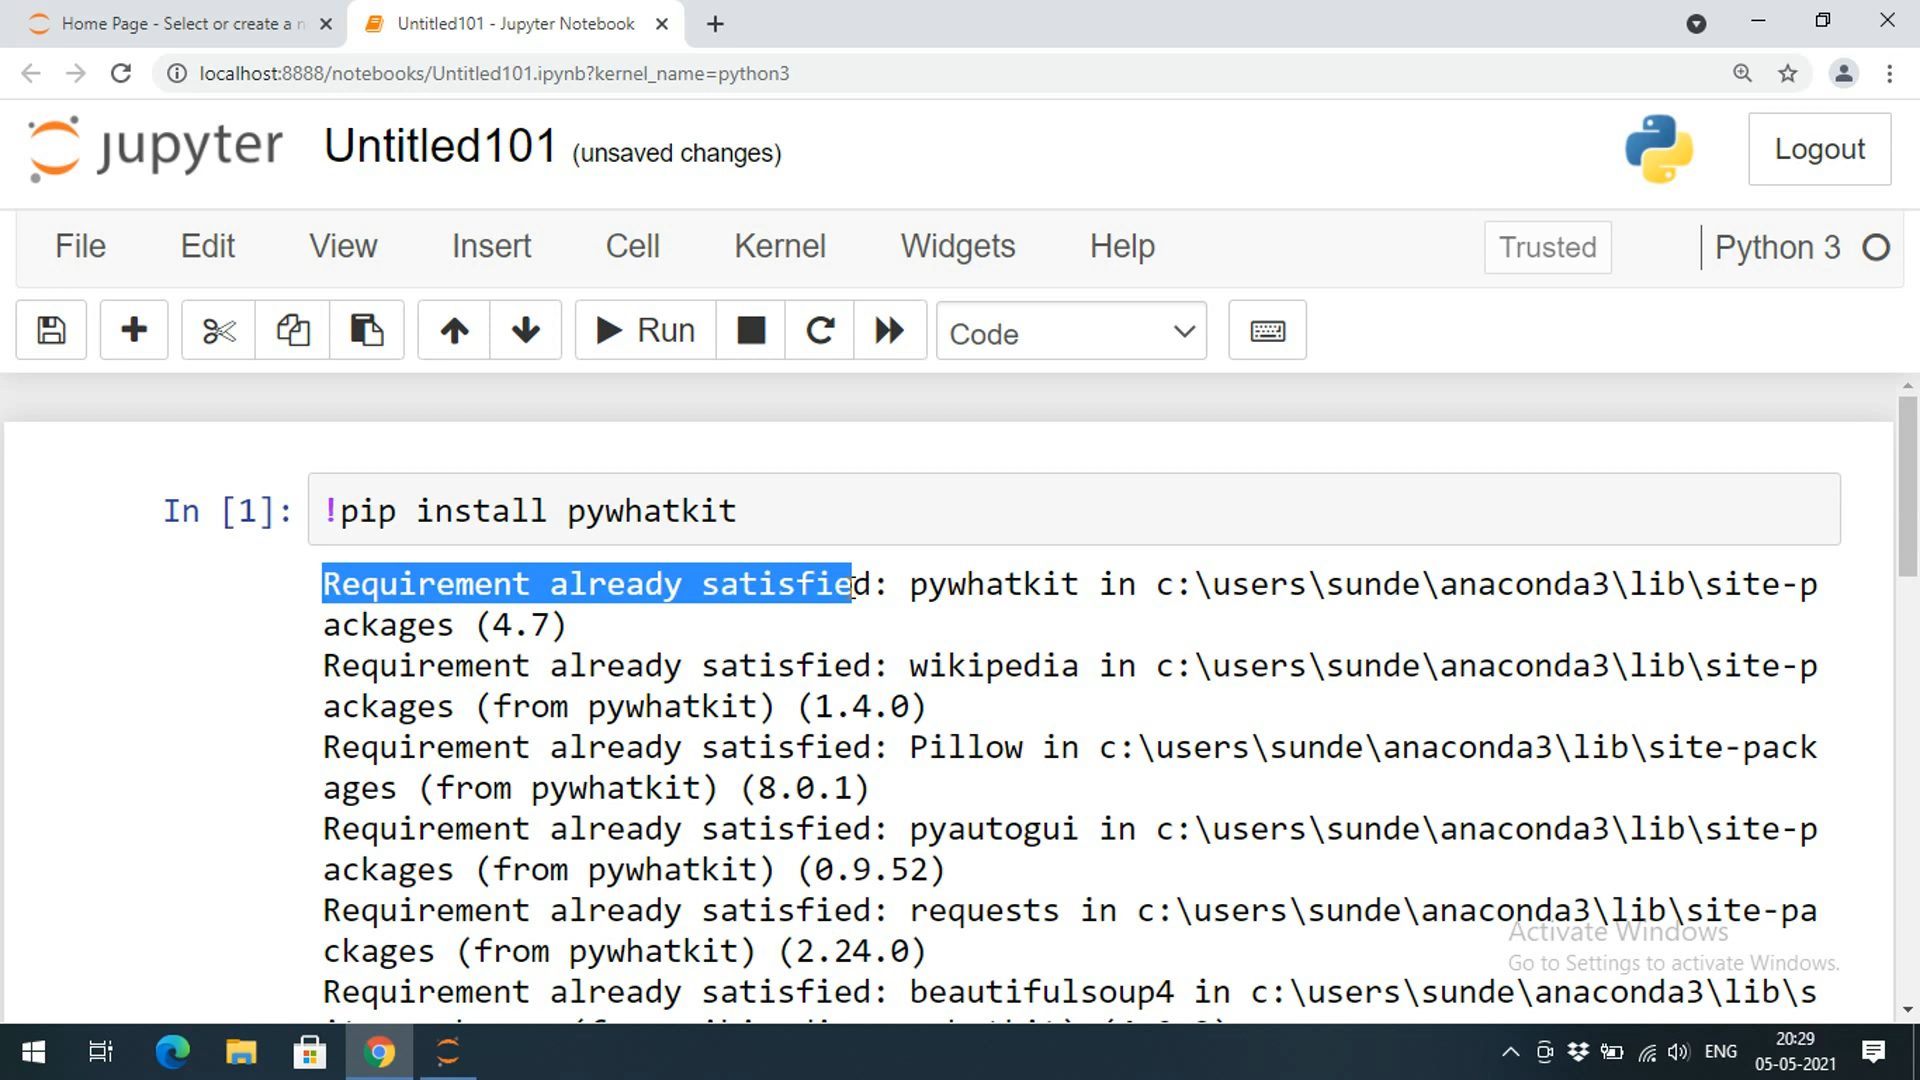 Home Page - Select or create a n
Untitled101 - Jupyter Notebook
localhost:8888/notebooks/Untitled101.ipynb?kernel_name=python3
jupyter
Untitled101 (unsaved changes)
Logout
File Edit View Insert Cell Kernel Widgets Help Trusted Python 3
Run Code
In [1]: !pip install pywhatkit
Requirement already satisfied: pywhatkit in c:\users\sunde\anaconda3\lib\site-p
ackages (4.7)
Requirement already satisfied: wikipedia in c:\users\sunde\anaconda3\lib\site-p
ackages (from pywhatkit) (1.4.0)
Requirement already satisfied: Pillow in c:\users\sunde\anaconda3\lib\site-pack
ages (from pywhatkit) (8.0.1)
Requirement already satisfied: pyautogui in c:\users\sunde\anaconda3\lib\site-p
ackages (from pywhatkit) (0.9.52)
Requirement already satisfied: requests in c:\users\sunde\anaconda3\lib\site-pa
ckages (from pywhatkit) (2.24.0)
Requirement already satisfied: beautifulsoup4 in c:\users\sunde\anaconda3\lib\s
Activate Windows
Go to Settings to activate Windows.
ENG
20:29
05-05-2021